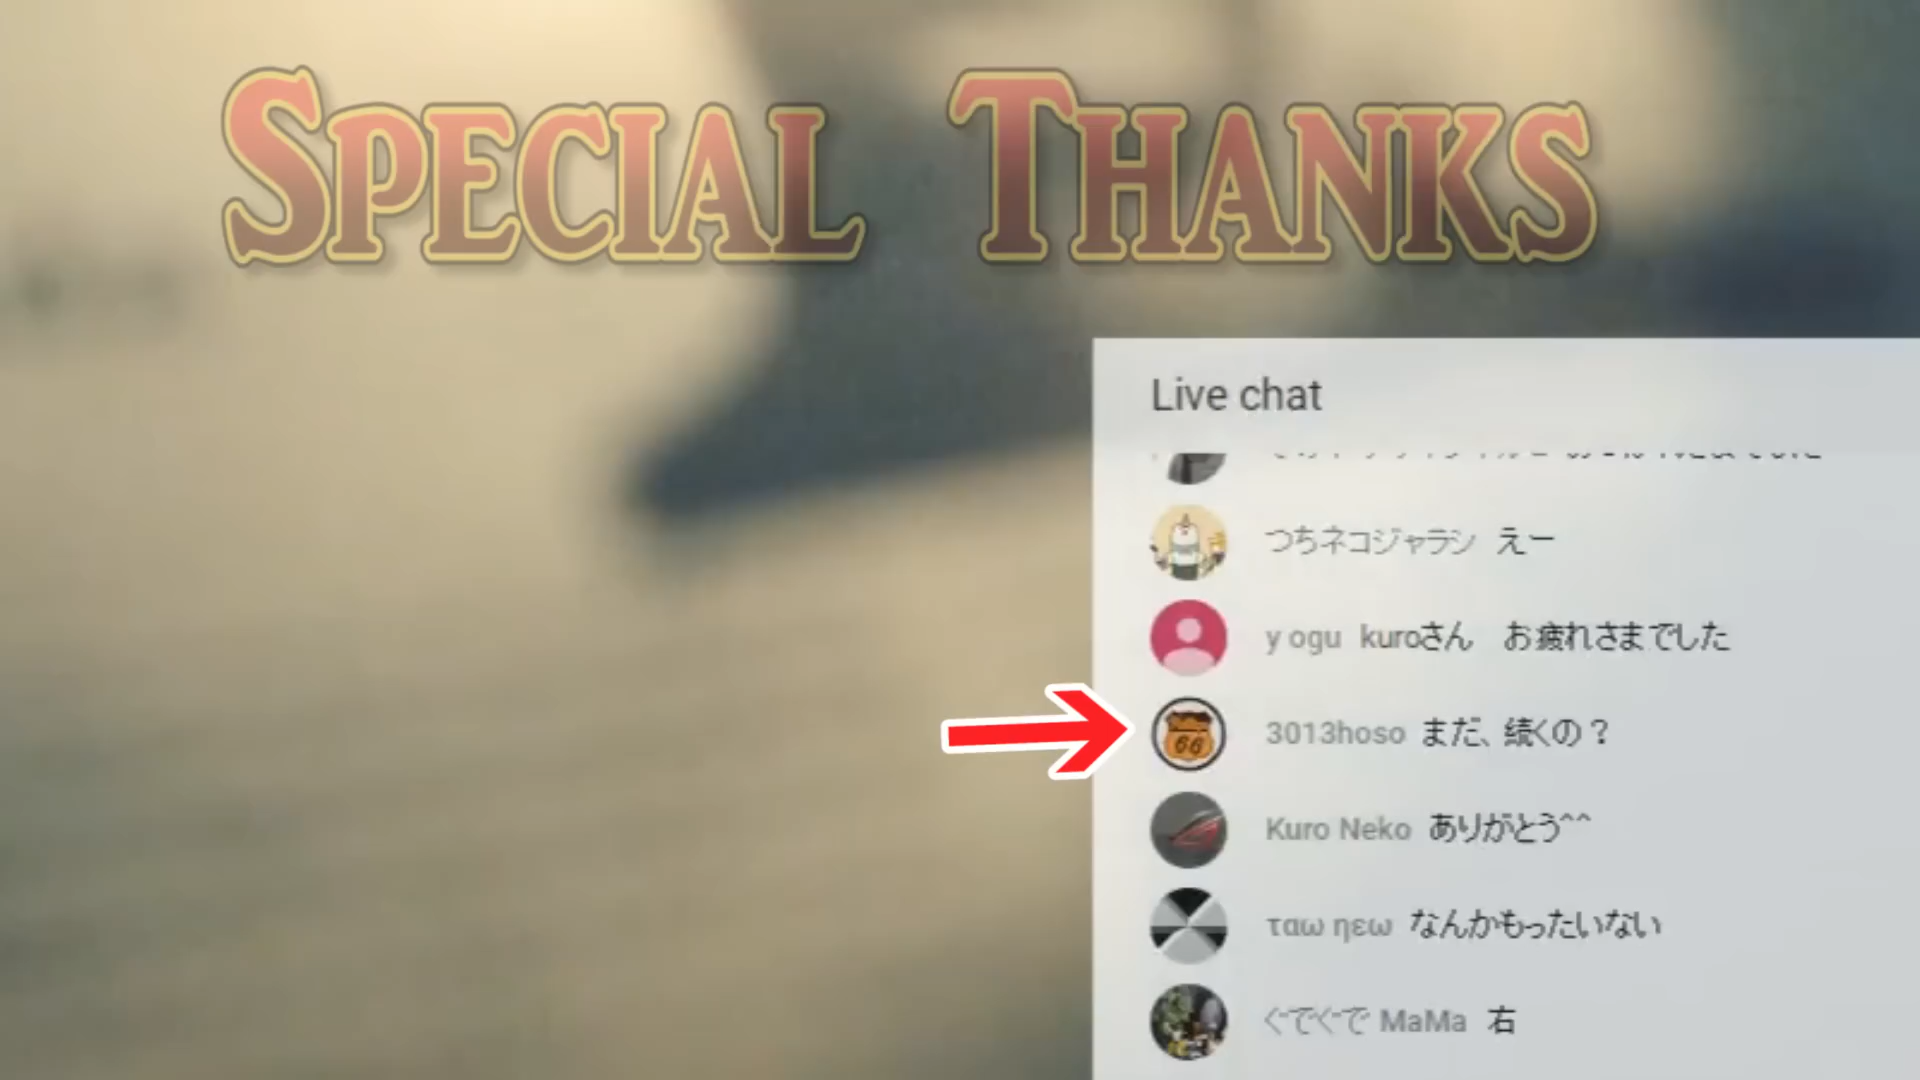 SPECIAL THANKS
Live chat
つちネコジャラシ えー
y ogu kuroさん お疲れさまでした
3013hoso まだ、続くの？
66
Kuro Neko ありがとう^^
ταω ηεω なんかもったいない
ぐでぐで MaMa 右